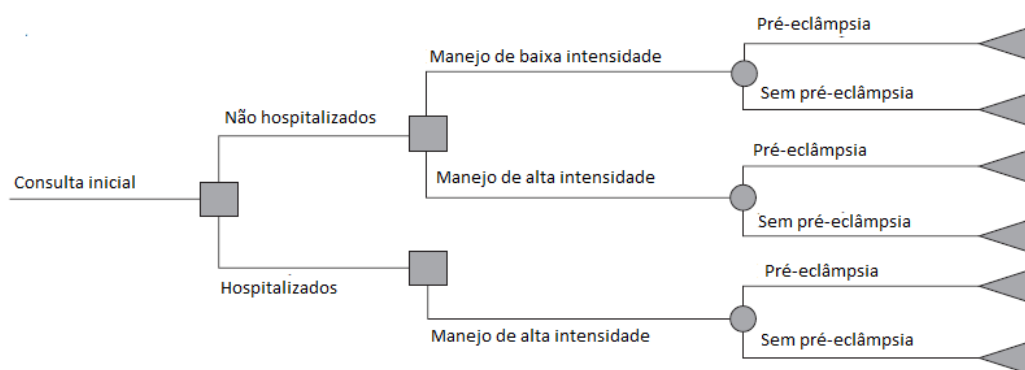 Pré-eclâmpsia
Manejo de baixa intensidade
Sem pré-eclâmpsia
Não hospitalizados
Pré-eclâmpsia
Consulta inicial
Manejo de alta intensidade
Sem pré-eclâmpsia
Pré-eclâmpsia
Hospitalizados
Manejo de alta intensidade
Sem pré-eclâmpsia